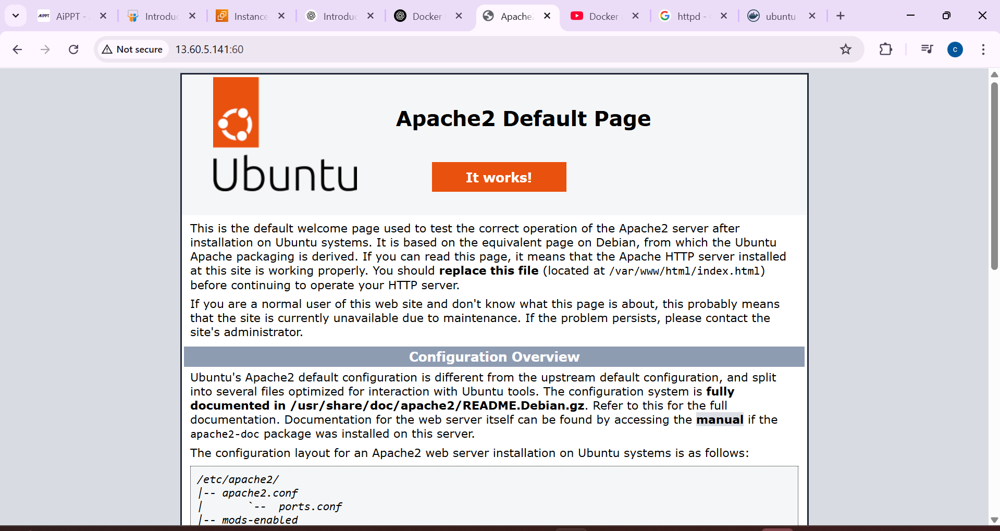 AiPPT -
Introduc
Instance
Introduc
Docker
Apache2
Docker
httpd -
ubuntu
Not secure
13.60.5.141:60
C
Ubuntu
Apache2 Default Page
It works!
This is the default welcome page used to test the correct operation of the Apache2 server after
installation on Ubuntu systems. It is based on the equivalent page on Debian, from which the Ubuntu
Apache packaging is derived. If you can read this page, it means that the Apache HTTP server installed
at this site is working properly. You should replace this file (located at /var/www/html/index.html)
before continuing to operate your HTTP server.
If you are a normal user of this web site and don't know what this page is about, this probably means
that the site is currently unavailable due to maintenance. If the problem persists, please contact the
site's administrator.
Configuration Overview
Ubuntu's Apache2 default configuration is different from the upstream default configuration, and split
into several files optimized for interaction with Ubuntu tools. The configuration system is fully
documented in /usr/share/doc/apache2/README.Debian.gz. Refer to this for the full
documentation. Documentation for the web server itself can be found by accessing the manual if the
apache2-doc package was installed on this server.
The configuration layout for an Apache2 web server installation on Ubuntu systems is as follows:
/etc/apache2/
|-- apache2.conf
|       `--  ports.conf
|-- mods-enabled